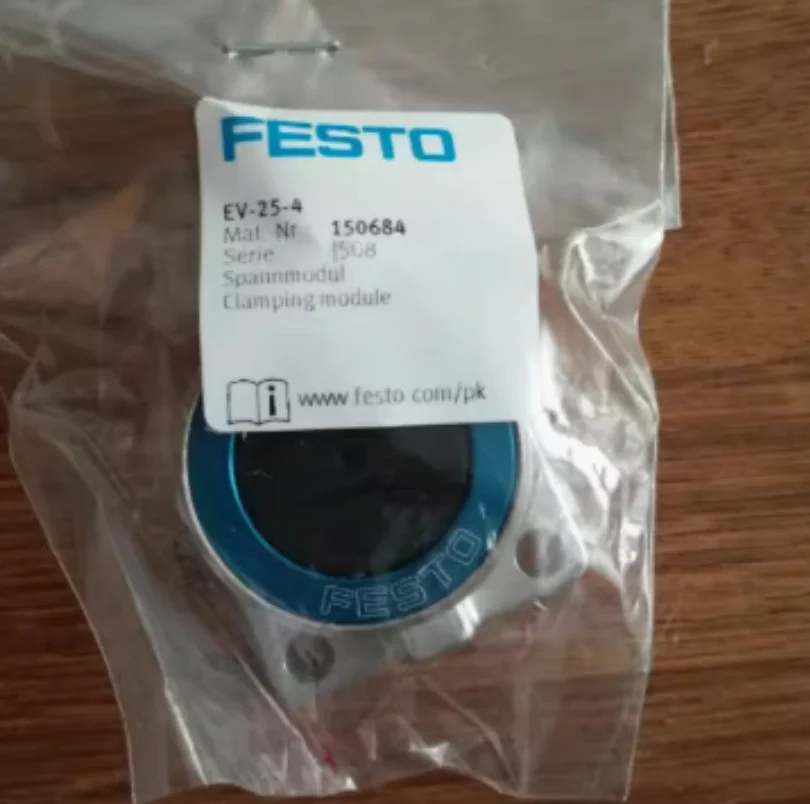 FESTO
EV-25-4
Mat. Nr.: 150684
Serie J508
Spannmodul
Clamping module
i www.festo.com/pk
FESTO